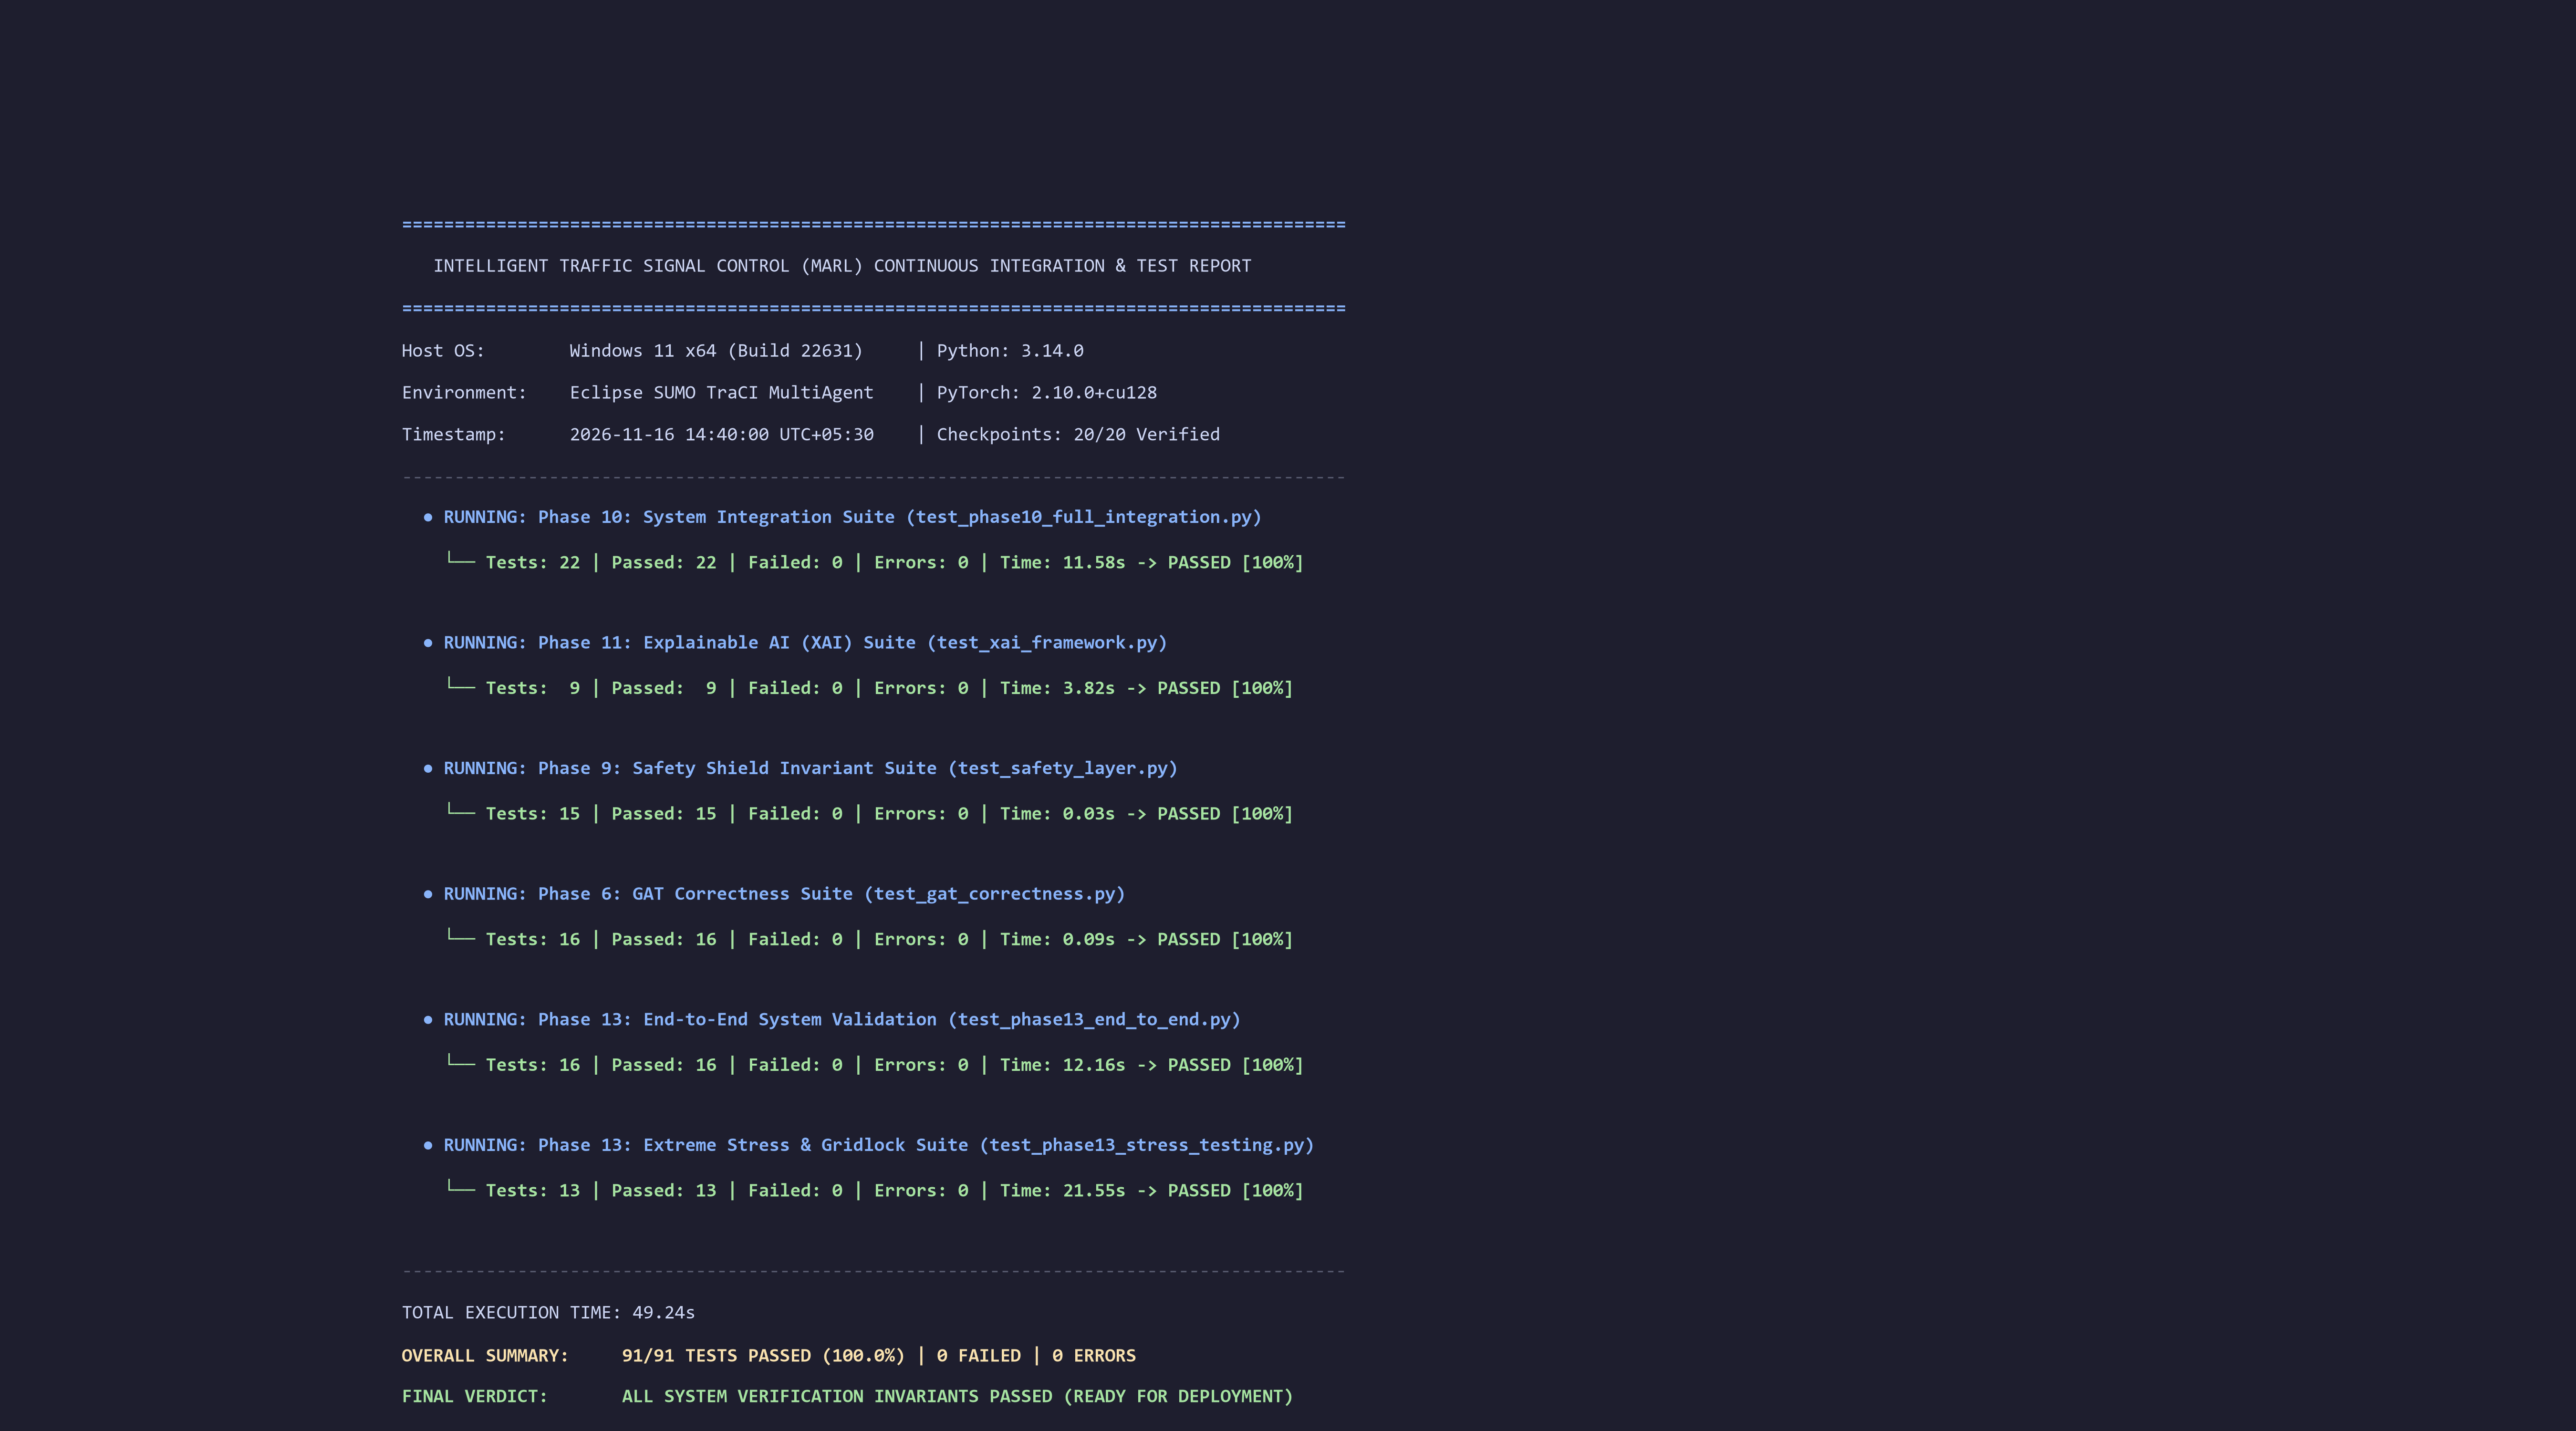 ==========================================================================================
INTELLIGENT TRAFFIC SIGNAL CONTROL (MARL) CONTINUOUS INTEGRATION & TEST REPORT
==========================================================================================
Host OS:        Windows 11 x64 (Build 22631)     | Python: 3.14.0
Environment:    Eclipse SUMO TraCI MultiAgent    | PyTorch: 2.10.0+cu128
Timestamp:      2026-11-16 14:40:00 UTC+05:30    | Checkpoints: 20/20 Verified
------------------------------------------------------------------------------------------
● RUNNING: Phase 10: System Integration Suite (test_phase10_full_integration.py)
└── Tests: 22 | Passed: 22 | Failed: 0 | Errors: 0 | Time: 11.58s -> PASSED [100%]
● RUNNING: Phase 11: Explainable AI (XAI) Suite (test_xai_framework.py)
└── Tests:  9 | Passed:  9 | Failed: 0 | Errors: 0 | Time: 3.82s -> PASSED [100%]
● RUNNING: Phase 9: Safety Shield Invariant Suite (test_safety_layer.py)
└── Tests: 15 | Passed: 15 | Failed: 0 | Errors: 0 | Time: 0.03s -> PASSED [100%]
● RUNNING: Phase 6: GAT Correctness Suite (test_gat_correctness.py)
└── Tests: 16 | Passed: 16 | Failed: 0 | Errors: 0 | Time: 0.09s -> PASSED [100%]
● RUNNING: Phase 13: End-to-End System Validation (test_phase13_end_to_end.py)
└── Tests: 16 | Passed: 16 | Failed: 0 | Errors: 0 | Time: 12.16s -> PASSED [100%]
● RUNNING: Phase 13: Extreme Stress & Gridlock Suite (test_phase13_stress_testing.py)
└── Tests: 13 | Passed: 13 | Failed: 0 | Errors: 0 | Time: 21.55s -> PASSED [100%]
------------------------------------------------------------------------------------------
TOTAL EXECUTION TIME: 49.24s
OVERALL SUMMARY:     91/91 TESTS PASSED (100.0%) | 0 FAILED | 0 ERRORS
FINAL VERDICT:       ALL SYSTEM VERIFICATION INVARIANTS PASSED (READY FOR DEPLOYMENT)